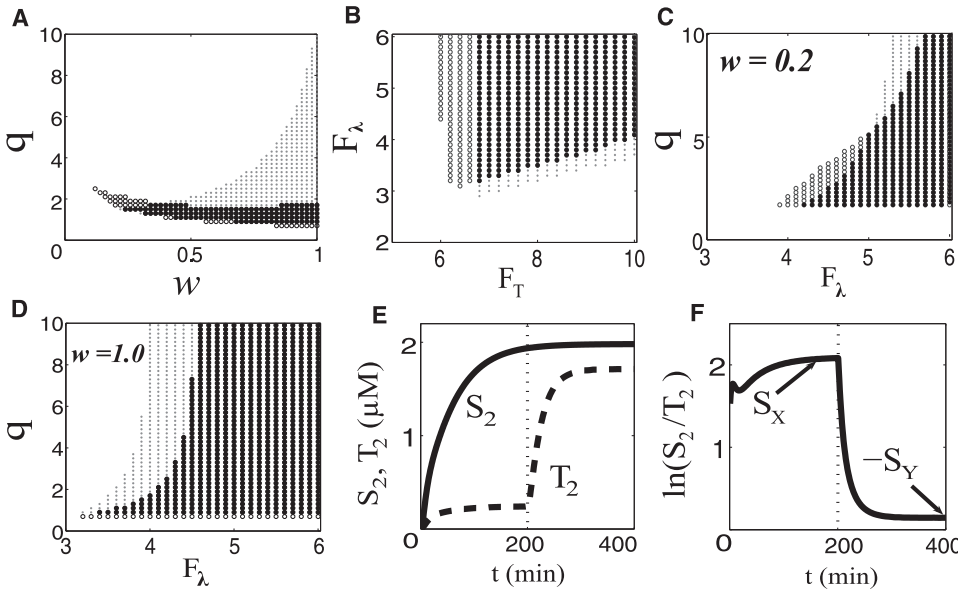 A
10
8
6
4
2
0
q
0.5
1
w
B
6
5
4
3
2
F_λ
6
8
10
F_T
C
w = 0.2
10
5
0
q
3
4
5
6
F_λ
D
w = 1.0
10
8
6
4
2
0
q
3
4
5
6
F_λ
E
2
1
0
S_2, T_2 (μM)
S_2
T_2
200
400
t (min)
F
2
1
0
ln(S_2/T_2)
S_X
−S_Y
200
400
t (min)